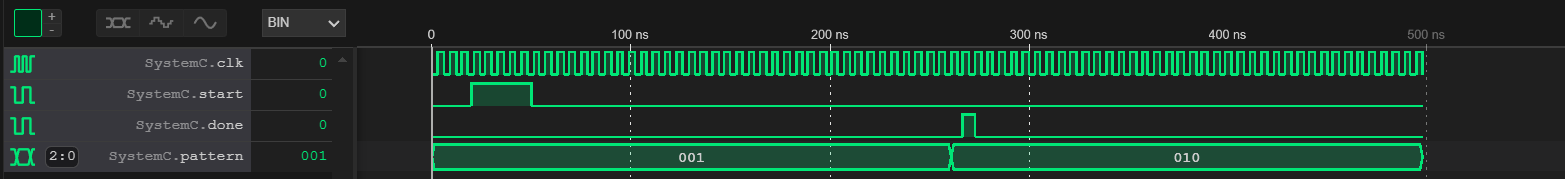 +
-
BIN
0 100 ns 200 ns 300 ns 400 ns 500 ns
SystemC.clk 0
SystemC.start 0
SystemC.done 0
2:0 SystemC.pattern 001 001 010